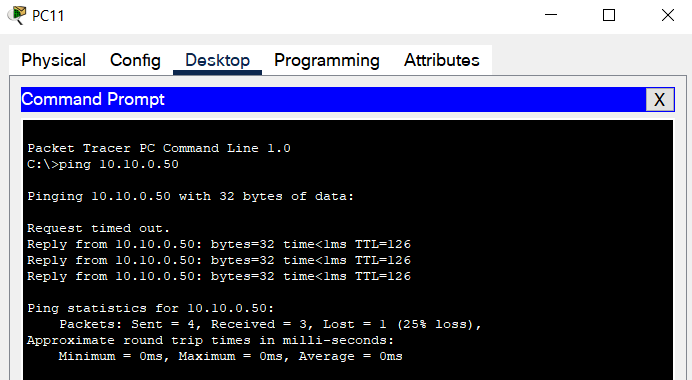 PC11
Physical Config Desktop Programming Attributes
Command Prompt X
Packet Tracer PC Command Line 1.0
C:\>ping 10.10.0.50
Pinging 10.10.0.50 with 32 bytes of data:
Request timed out.
Reply from 10.10.0.50: bytes=32 time<1ms TTL=126
Reply from 10.10.0.50: bytes=32 time<1ms TTL=126
Reply from 10.10.0.50: bytes=32 time<1ms TTL=126
Ping statistics for 10.10.0.50:
    Packets: Sent = 4, Received = 3, Lost = 1 (25% loss),
Approximate round trip times in milli-seconds:
    Minimum = 0ms, Maximum = 0ms, Average = 0ms